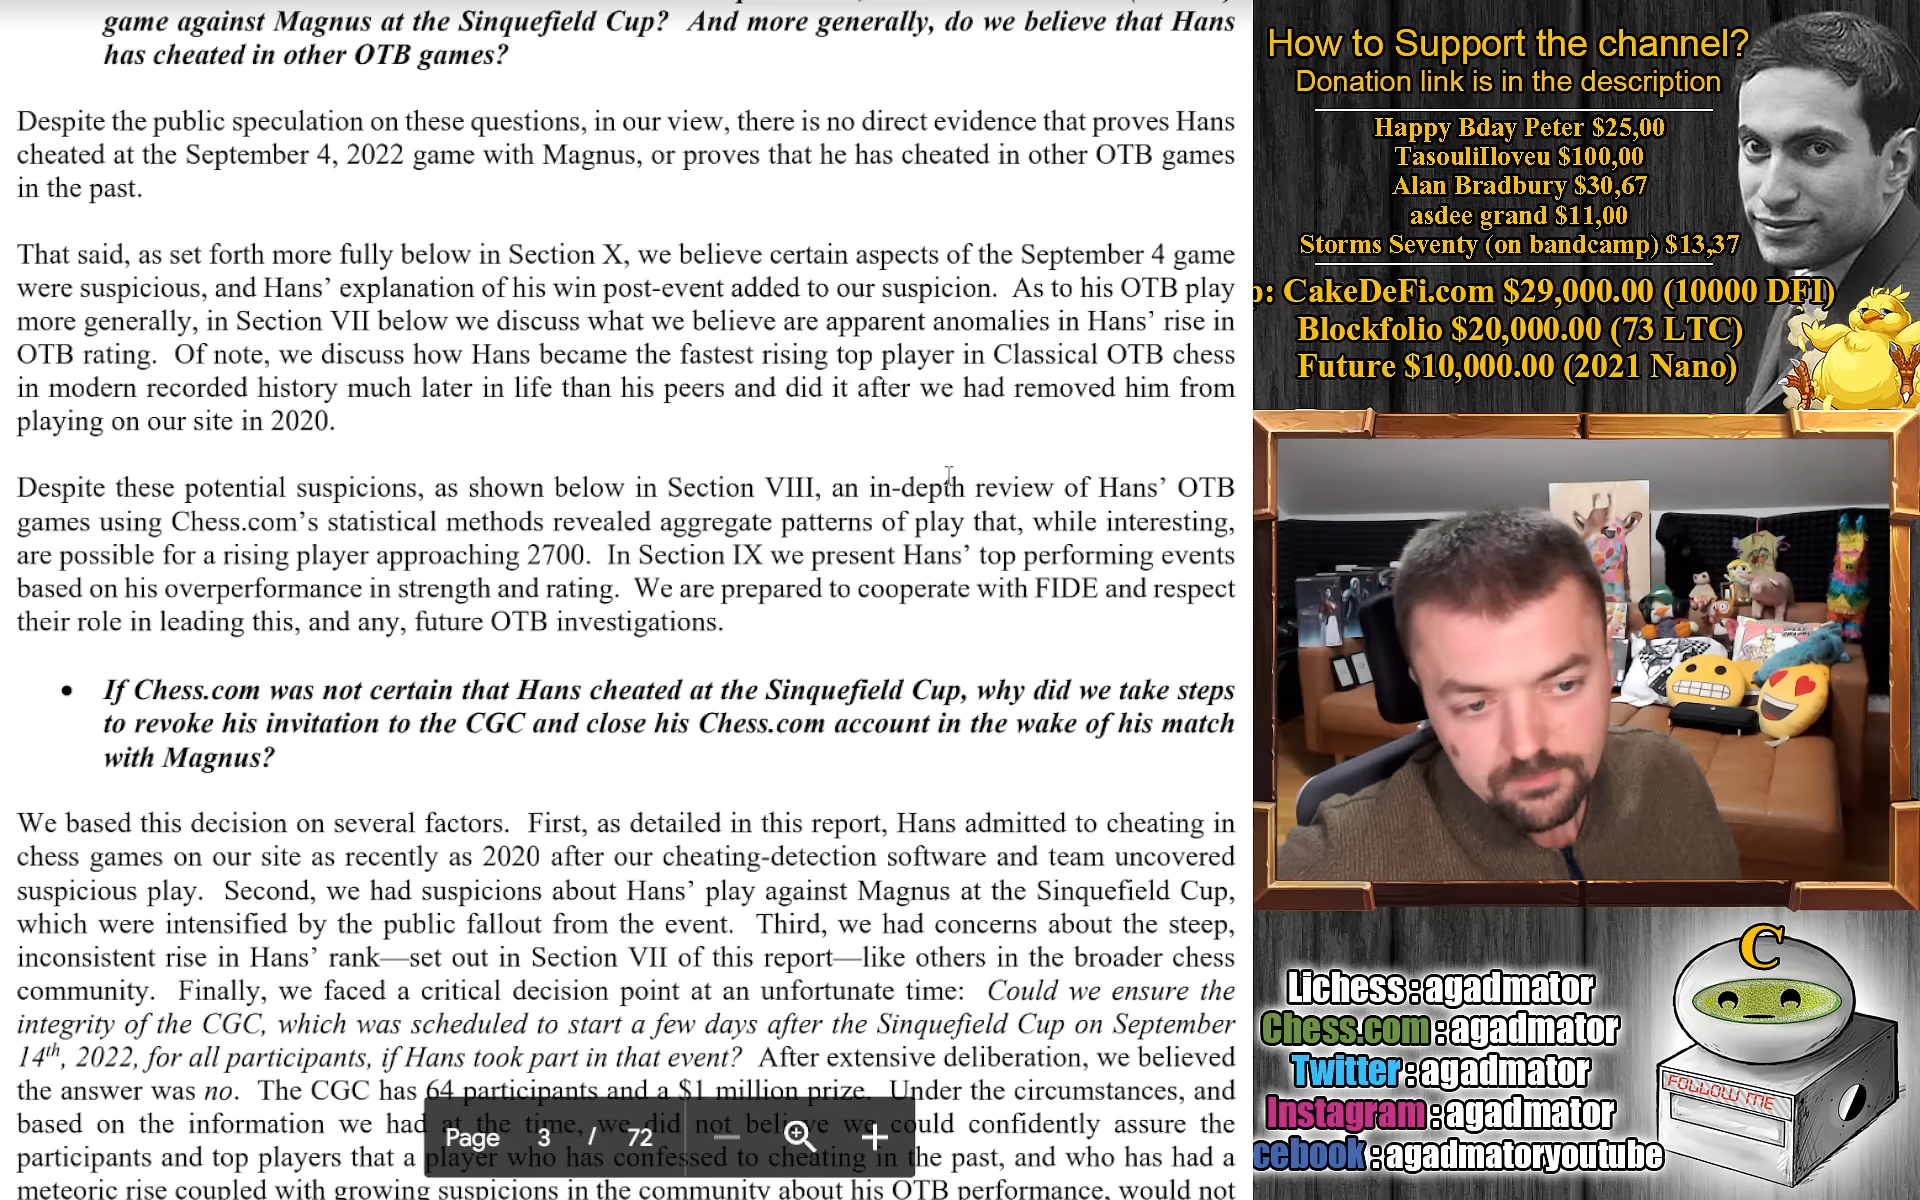 game against Magnus at the Sinquefield Cup? And more generally, do we believe that Hans
has cheated in other OTB games?
Despite the public speculation on these questions, in our view, there is no direct evidence that proves Hans
cheated at the September 4, 2022 game with Magnus, or proves that he has cheated in other OTB games
in the past.
That said, as set forth more fully below in Section X, we believe certain aspects of the September 4 game
were suspicious, and Hans’ explanation of his win post-event added to our suspicion. As to his OTB play
more generally, in Section VII below we discuss what we believe are apparent anomalies in Hans’ rise in
OTB rating. Of note, we discuss how Hans became the fastest rising top player in Classical OTB chess
in modern recorded history much later in life than his peers and did it after we had removed him from
playing on our site in 2020.
Despite these potential suspicions, as shown below in Section VIII, an in-depth review of Hans’ OTB
games using Chess.com’s statistical methods revealed aggregate patterns of play that, while interesting,
are possible for a rising player approaching 2700. In Section IX we present Hans’ top performing events
based on his overperformance in strength and rating. We are prepared to cooperate with FIDE and respect
their role in leading this, and any, future OTB investigations.
• If Chess.com was not certain that Hans cheated at the Sinquefield Cup, why did we take steps
to revoke his invitation to the CGC and close his Chess.com account in the wake of his match
with Magnus?
We based this decision on several factors. First, as detailed in this report, Hans admitted to cheating in
chess games on our site as recently as 2020 after our cheating-detection software and team uncovered
suspicious play. Second, we had suspicions about Hans’ play against Magnus at the Sinquefield Cup,
which were intensified by the public fallout from the event. Third, we had concerns about the steep,
inconsistent rise in Hans’ rank—set out in Section VII of this report—like others in the broader chess
community. Finally, we faced a critical decision point at an unfortunate time: Could we ensure the
integrity of the CGC, which was scheduled to start a few days after the Sinquefield Cup on September
14th, 2022, for all participants, if Hans took part in that event? After extensive deliberation, we believed
the answer was no. The CGC has 64 participants and a $1 million prize. Under the circumstances, and
based on the information we had at the time, we did not believe we could confidently assure the
participants and top players that a player who has confessed to cheating in the past, and who has had a
meteoric rise coupled with growing suspicions in the community about his OTB performance, would not
Page 3 / 72
How to Support the channel?
Donation link is in the description
Happy Bday Peter $25,00
TasouliIloveu $100,00
Alan Bradbury $30,67
asdee grand $11,00
Storms Seventy (on bandcamp) $13,37
: CakeDeFi.com $29,000.00 (10000 DFI)
Blockfolio $20,000.00 (73 LTC)
Future $10,000.00 (2021 Nano)
Lichess:agadmator
Chess.com:agadmator
Twitter:agadmator
Instagram:agadmator
cebook:agadmatoryoutube
C
FOLLOW ME